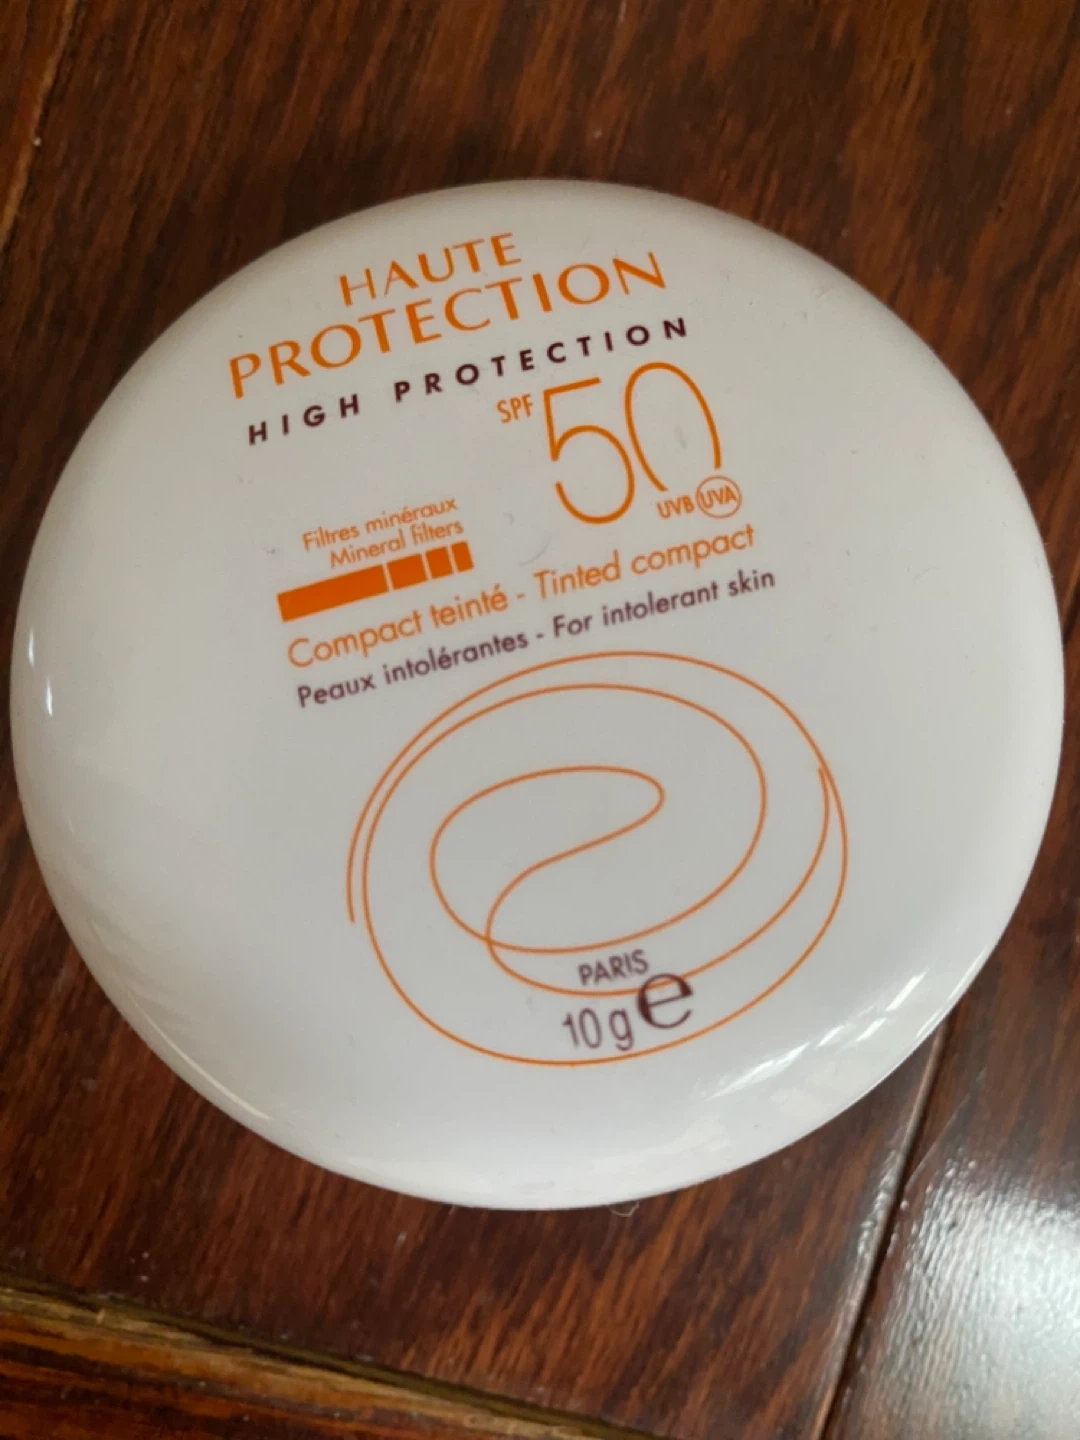 HAUTE
PROTECTION
HIGH PROTECTION
SPF 50
UVB UVA
Filtres minéraux
Mineral filters
Compact teinté - Tinted compact
Peaux intolérantes - For intolerant skin
PARIS
10 g e